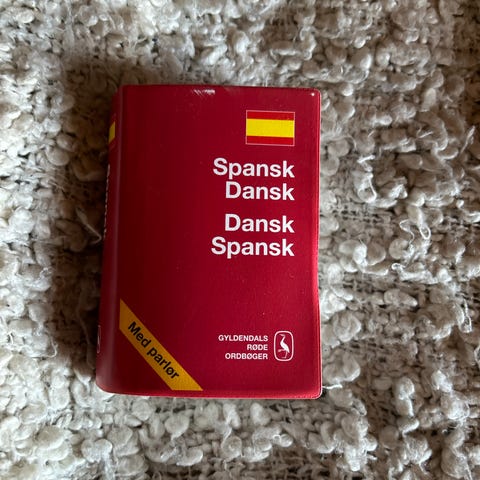 Spansk
Dansk
Dansk
Spansk
GYLDENDALS
RØDE
ORDBØGER
Med parlør